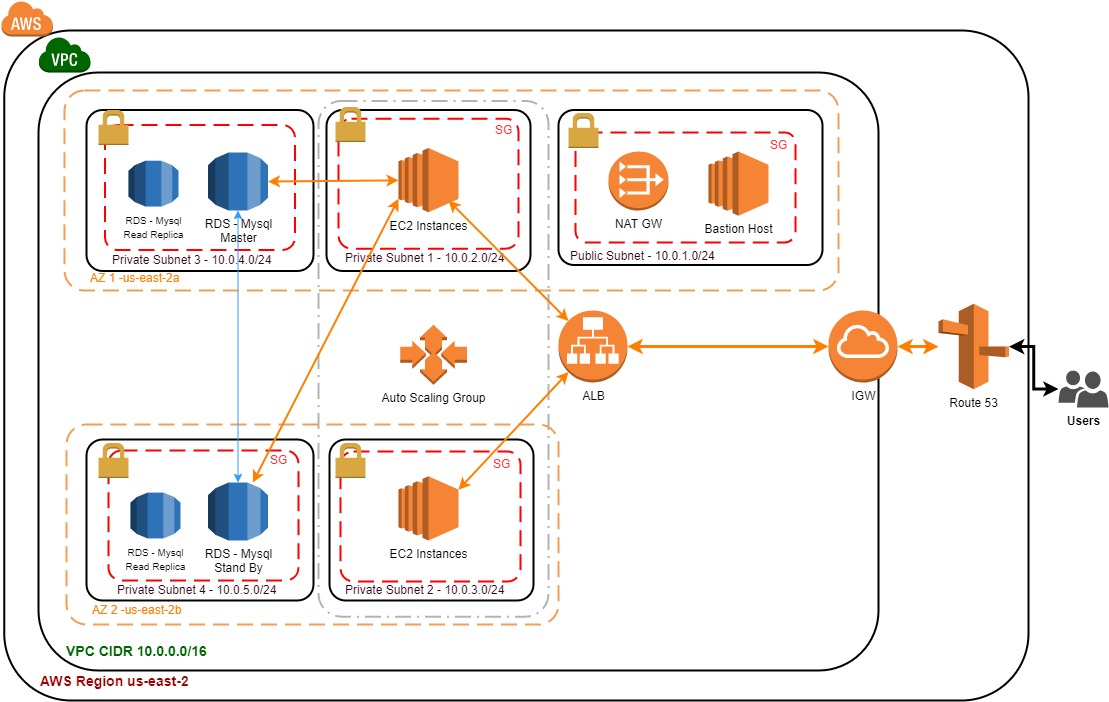 AWS
VPC
SG
SG
RDS - Mysql
Read Replica
RDS - Mysql
Master
EC2 Instances
NAT GW
Bastion Host
Private Subnet 3 - 10.0.4.0/24
Private Subnet 1 - 10.0.2.0/24
Public Subnet - 10.0.1.0/24
AZ 1 -us-east-2a
Auto Scaling Group
ALB
IGW
Route 53
Users
SG
SG
RDS - Mysql
Read Replica
RDS - Mysql
Stand By
EC2 Instances
Private Subnet 4 - 10.0.5.0/24
Private Subnet 2 - 10.0.3.0/24
AZ 2 -us-east-2b
VPC CIDR 10.0.0.0/16
AWS Region us-east-2